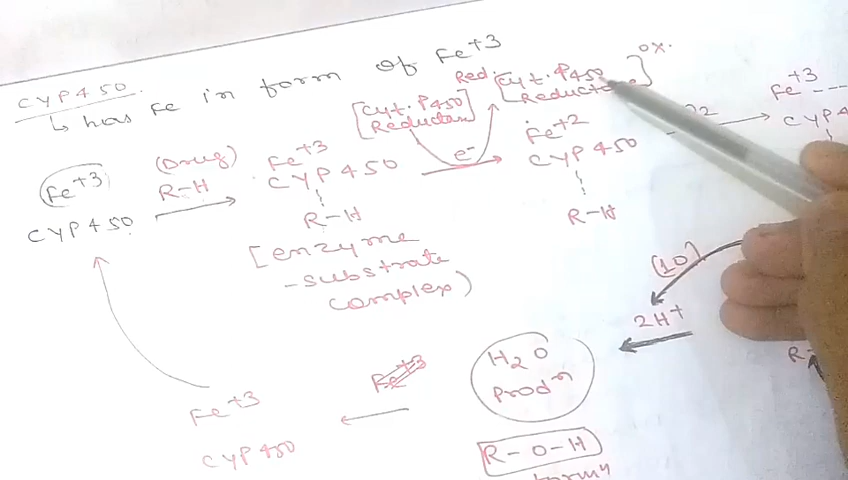 CYP450.
↳ has Fe in form of Fe+3
Red.
[Cyt. P450
Reductase]
[Cyt. P450
Reductase]
ox.
Fe+3
CYP450
(Drug)
R-H
Fe+3
CYP450
R-H
[enzyme
-substrate
complex)
e-
Fe+2
CYP450
R-H
Fe+3
(10)
2H+
H2O
Prodn
R-O-H
Fe+3
Fe+3
CYP450